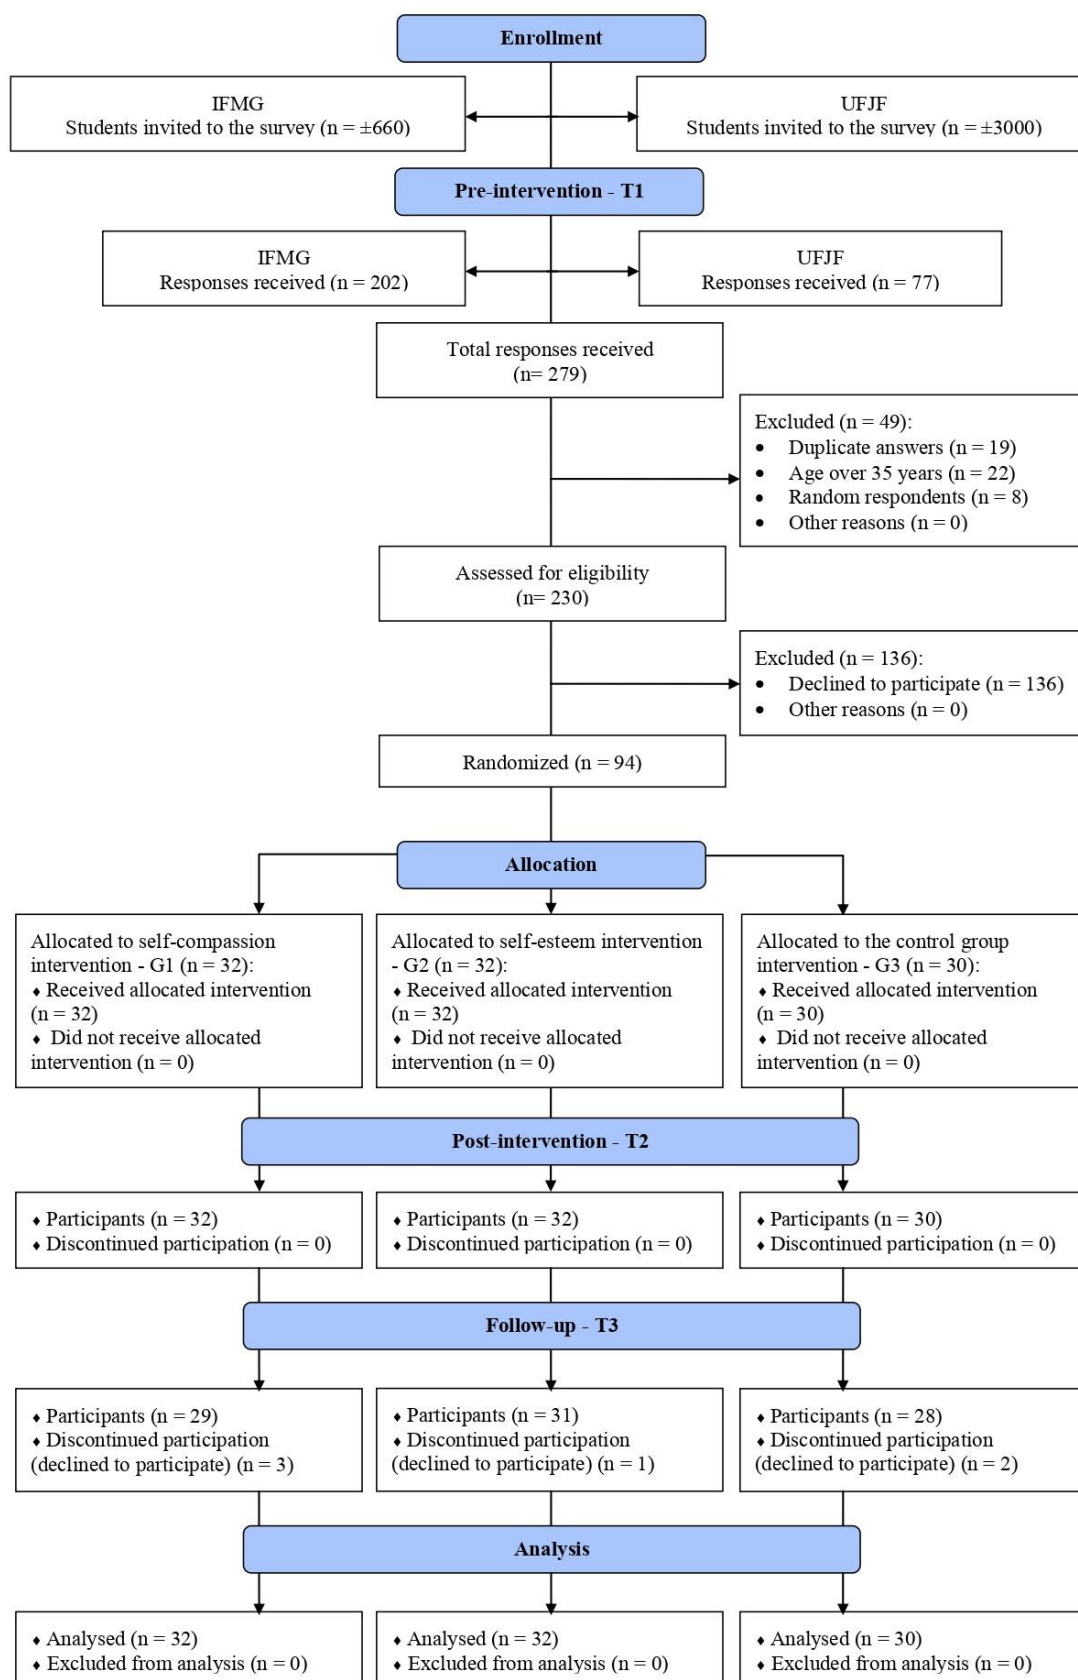 Enrollment
IFMG
Students invited to the survey (n = ±660)
UFJF
Students invited to the survey (n = ±3000)
Pre-intervention - T1
IFMG
Responses received (n = 202)
UFJF
Responses received (n = 77)
Total responses received
(n= 279)
Excluded (n = 49):
• Duplicate answers (n = 19)
• Age over 35 years (n = 22)
• Random respondents (n = 8)
• Other reasons (n = 0)
Assessed for eligibility
(n= 230)
Excluded (n = 136):
• Declined to participate (n = 136)
• Other reasons (n = 0)
Randomized (n = 94)
Allocation
Allocated to self-compassion
intervention - G1 (n = 32):
♦ Received allocated intervention
(n = 32)
♦ Did not receive allocated
intervention (n = 0)
Allocated to self-esteem intervention
- G2 (n = 32):
♦ Received allocated intervention
(n = 32)
♦ Did not receive allocated
intervention (n = 0)
Allocated to the control group
intervention - G3 (n = 30):
♦ Received allocated intervention
(n = 30)
♦ Did not receive allocated
intervention (n = 0)
Post-intervention - T2
♦ Participants (n = 32)
♦ Discontinued participation (n = 0)
♦ Participants (n = 32)
♦ Discontinued participation (n = 0)
♦ Participants (n = 30)
♦ Discontinued participation (n = 0)
Follow-up - T3
♦ Participants (n = 29)
♦ Discontinued participation
(declined to participate) (n = 3)
♦ Participants (n = 31)
♦ Discontinued participation
(declined to participate) (n = 1)
♦ Participants (n = 28)
♦ Discontinued participation
(declined to participate) (n = 2)
Analysis
♦ Analysed (n = 32)
♦ Excluded from analysis (n = 0)
♦ Analysed (n = 32)
♦ Excluded from analysis (n = 0)
♦ Analysed (n = 30)
♦ Excluded from analysis (n = 0)